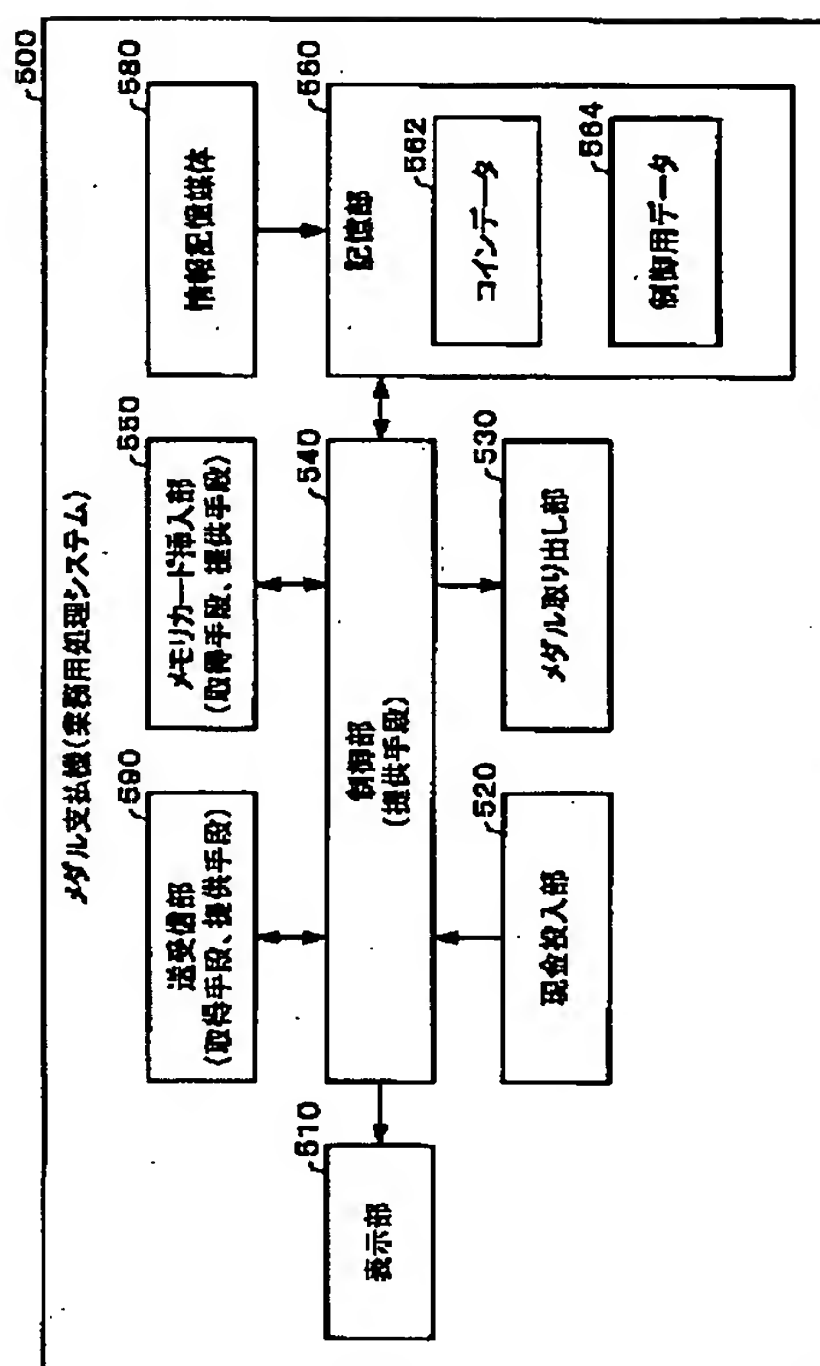 500
メダル支払機(業務用処理システム)
590
送受信部
(取得手段、提供手段)
550
メモリカード挿入部
(取得手段、提供手段)
580
情報記憶媒体
510
表示部
540
制御部
(提供手段)
560
記憶部
562
コインデータ
564
制御用データ
520
現金投入部
530
メダル取り出し部